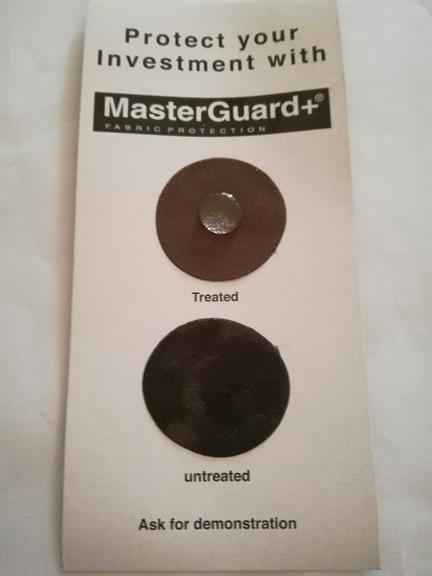 Protect your
Investment with
MasterGuard+®
FABRIC PROTECTION
Treated
untreated
Ask for demonstration